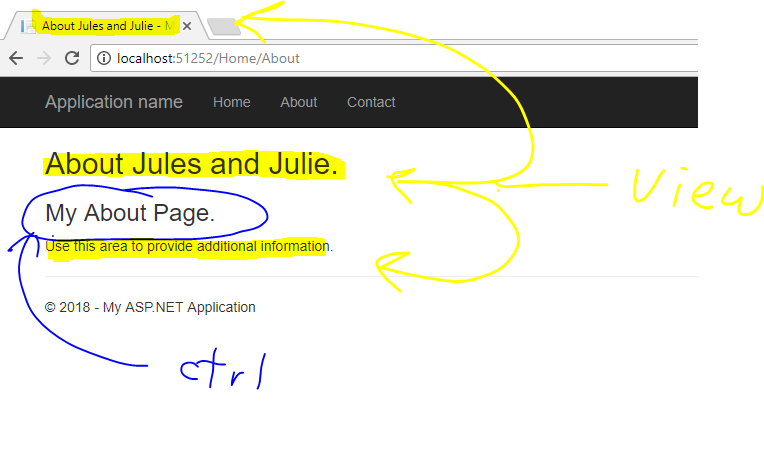 About Jules and Julie - M
localhost:51252/Home/About
Application name Home About Contact
About Jules and Julie.
View
My About Page.
Use this area to provide additional information.
© 2018 - My ASP.NET Application
ctrl